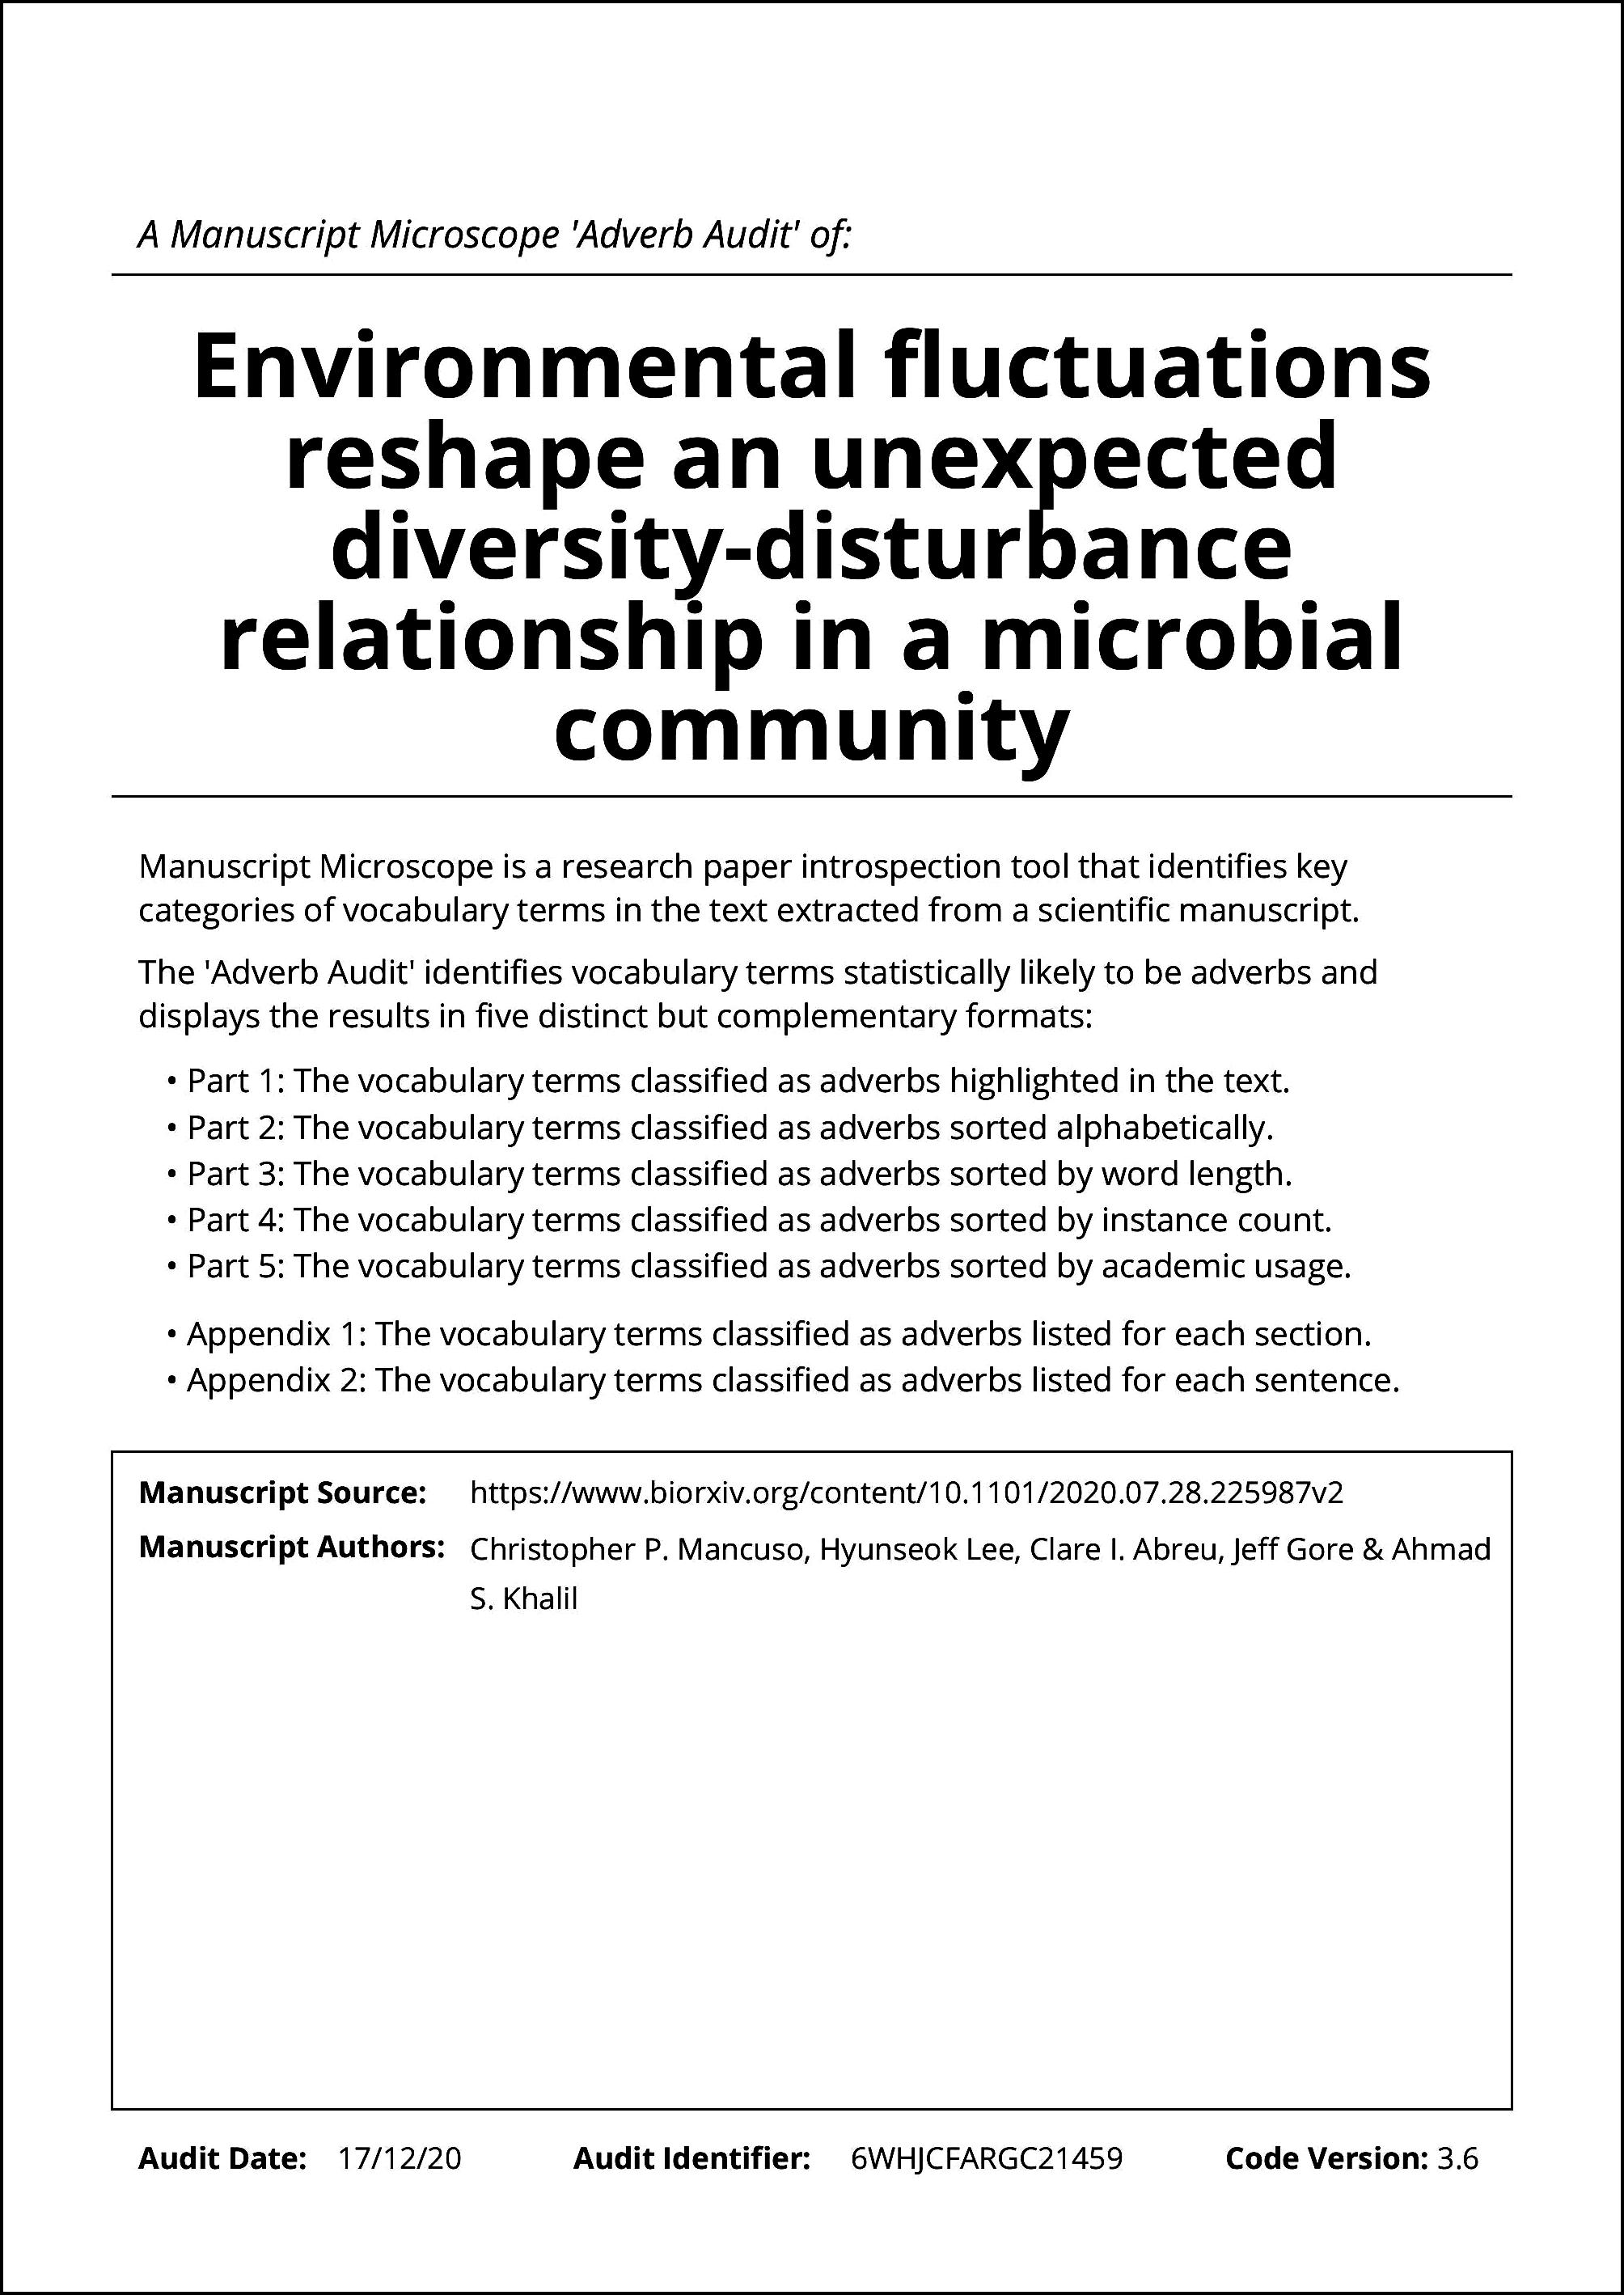 A Manuscript Microscope 'Adverb Audit' of:
Environmental fluctuations
reshape an unexpected
diversity-disturbance
relationship in a microbial
community
Manuscript Microscope is a research paper introspection tool that identifies key
categories of vocabulary terms in the text extracted from a scientific manuscript.
The 'Adverb Audit' identifies vocabulary terms statistically likely to be adverbs and
displays the results in five distinct but complementary formats:
• Part 1: The vocabulary terms classified as adverbs highlighted in the text.
• Part 2: The vocabulary terms classified as adverbs sorted alphabetically.
• Part 3: The vocabulary terms classified as adverbs sorted by word length.
• Part 4: The vocabulary terms classified as adverbs sorted by instance count.
• Part 5: The vocabulary terms classified as adverbs sorted by academic usage.
• Appendix 1: The vocabulary terms classified as adverbs listed for each section.
• Appendix 2: The vocabulary terms classified as adverbs listed for each sentence.
Manuscript Source: https://www.biorxiv.org/content/10.1101/2020.07.28.225987v2
Manuscript Authors: Christopher P. Mancuso, Hyunseok Lee, Clare I. Abreu, Jeff Gore & Ahmad
S. Khalil
Audit Date: 17/12/20 Audit Identifier: 6WHJCFARGC21459 Code Version: 3.6